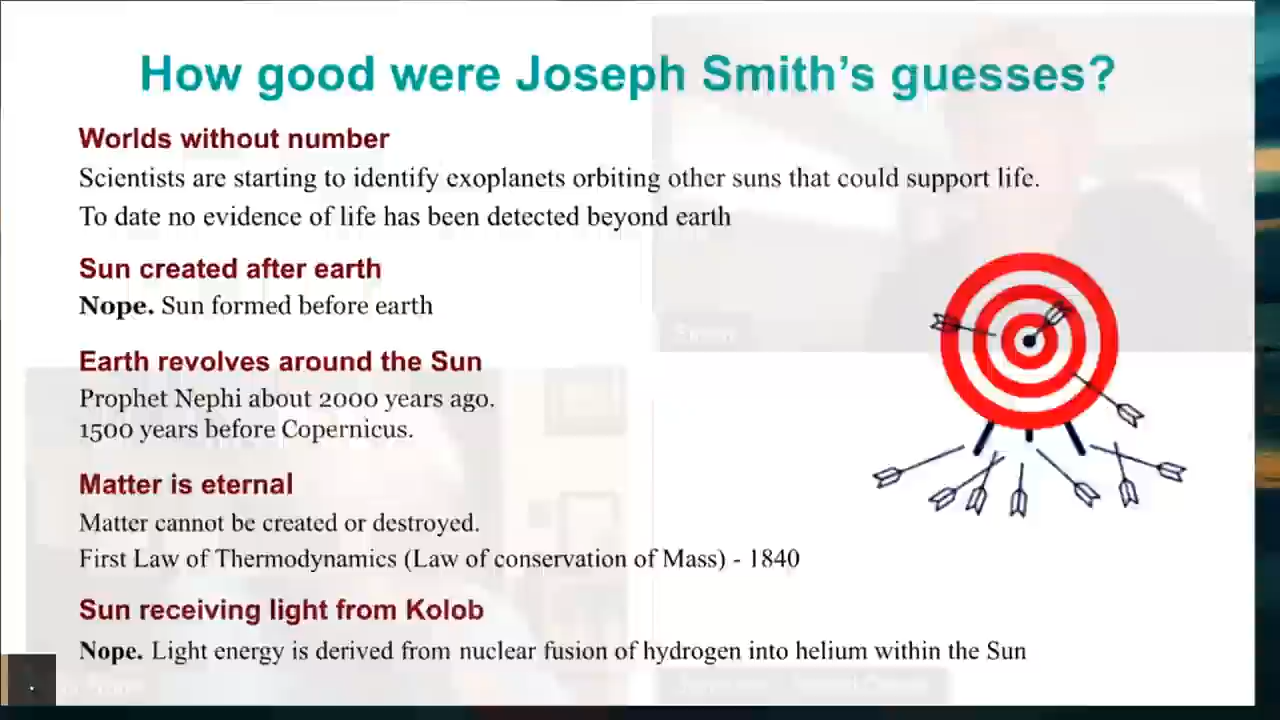 How good were Joseph Smith’s guesses?
Worlds without number
Scientists are starting to identify exoplanets orbiting other suns that could support life.
To date no evidence of life has been detected beyond earth
Sun created after earth
Nope. Sun formed before earth
Earth revolves around the Sun
Prophet Nephi about 2000 years ago.
1500 years before Copernicus.
Matter is eternal
Matter cannot be created or destroyed.
First Law of Thermodynamics (Law of conservation of Mass) - 1840
Sun receiving light from Kolob
Nope. Light energy is derived from nuclear fusion of hydrogen into helium within the Sun